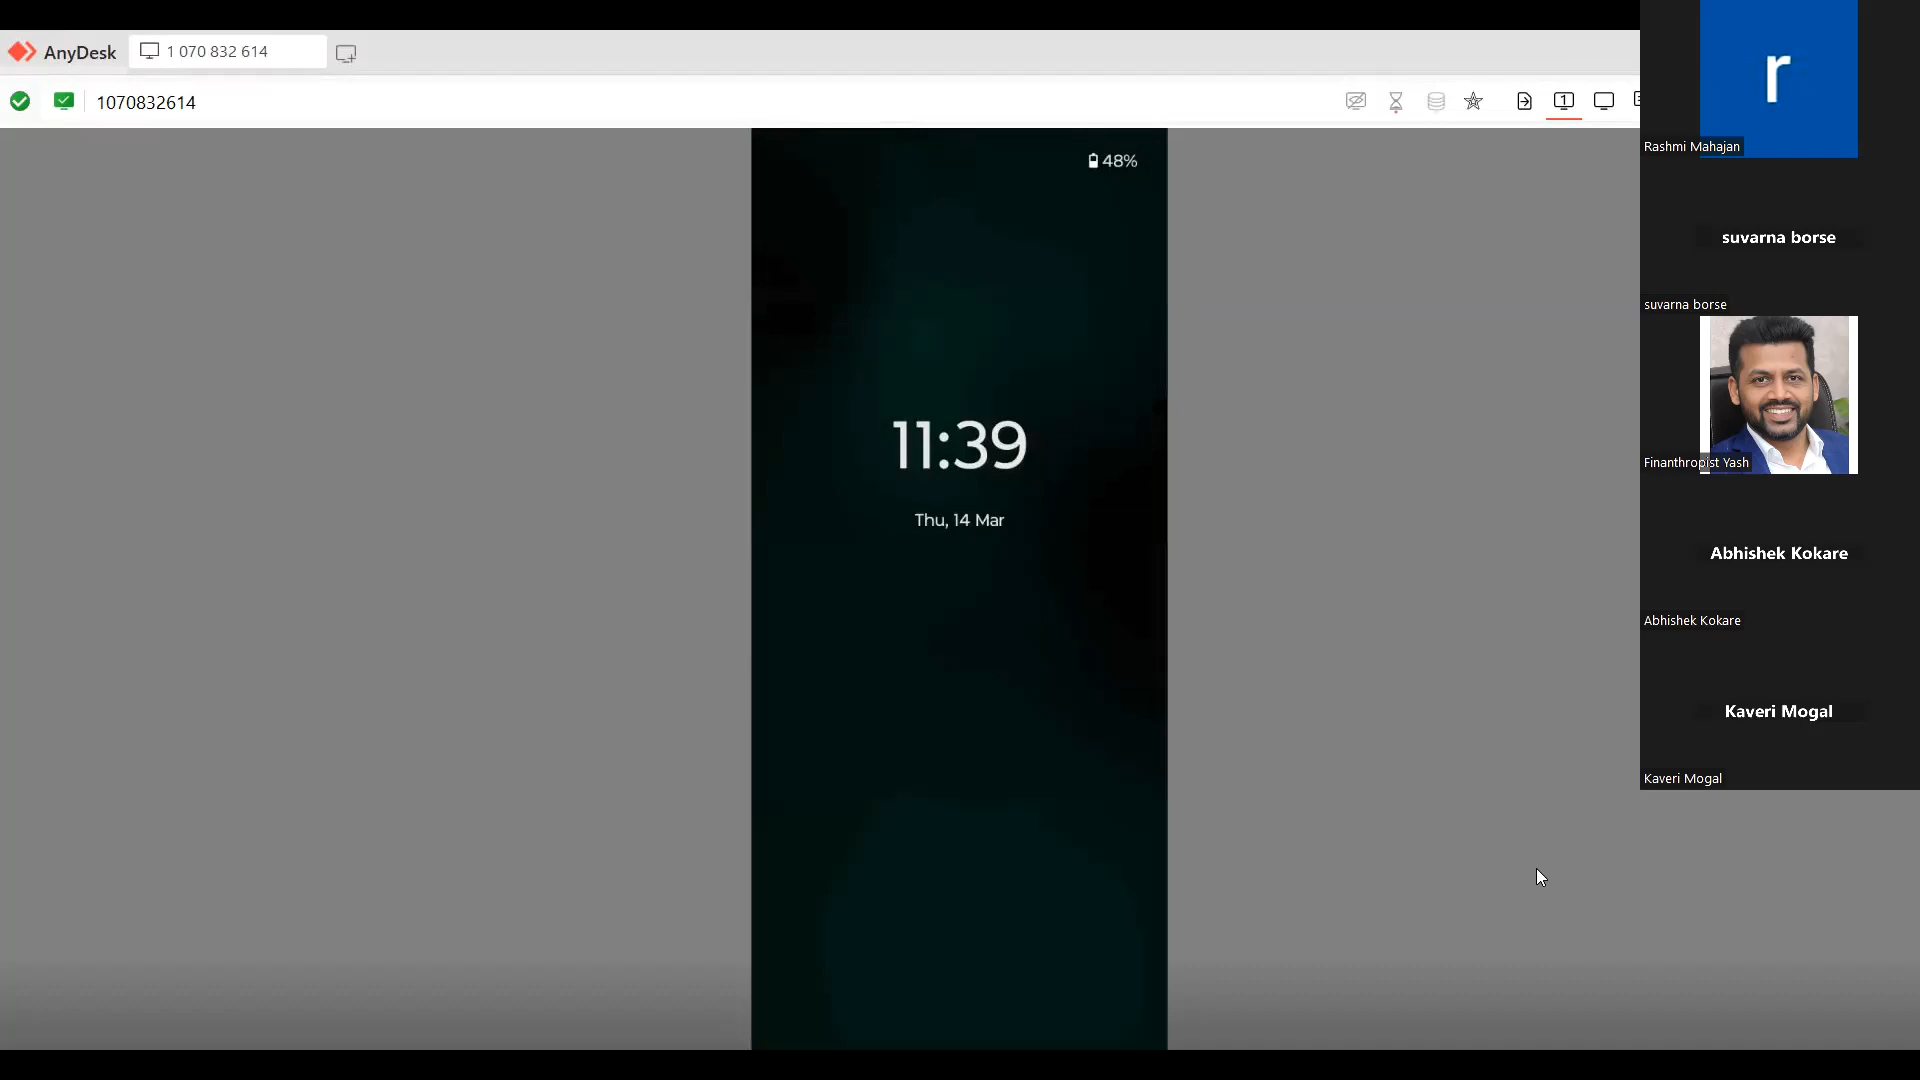 AnyDesk
1 070 832 614
1070832614
1
48%
11:39
Thu, 14 Mar
r
Rashmi Mahajan
suvarna borse
suvarna borse
Finanthropist Yash
Abhishek Kokare
Abhishek Kokare
Kaveri Mogal
Kaveri Mogal